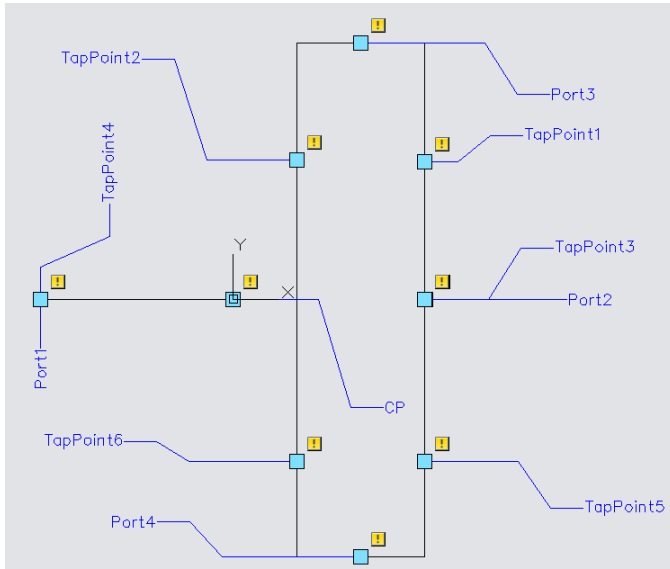 !
TapPoint2
Port3
TapPoint4
!
!
TapPoint1
Y
TapPoint3
!
!
!
X
Port2
Port1
CP
TapPoint6
!
!
TapPoint5
Port4
!